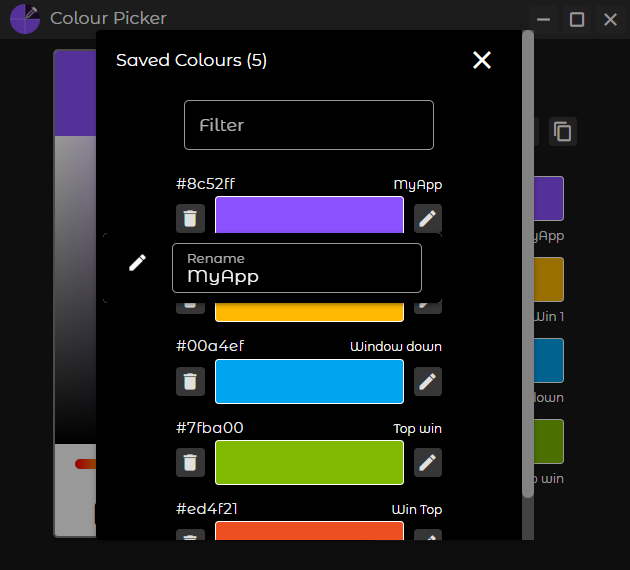 Colour Picker
Saved Colours (5)
Filter
#8c52ff MyApp
Rename
MyApp
#00a4ef Window down
#7fba00 Top win
#ed4f21 Win Top
yApp
Win 1
down
win